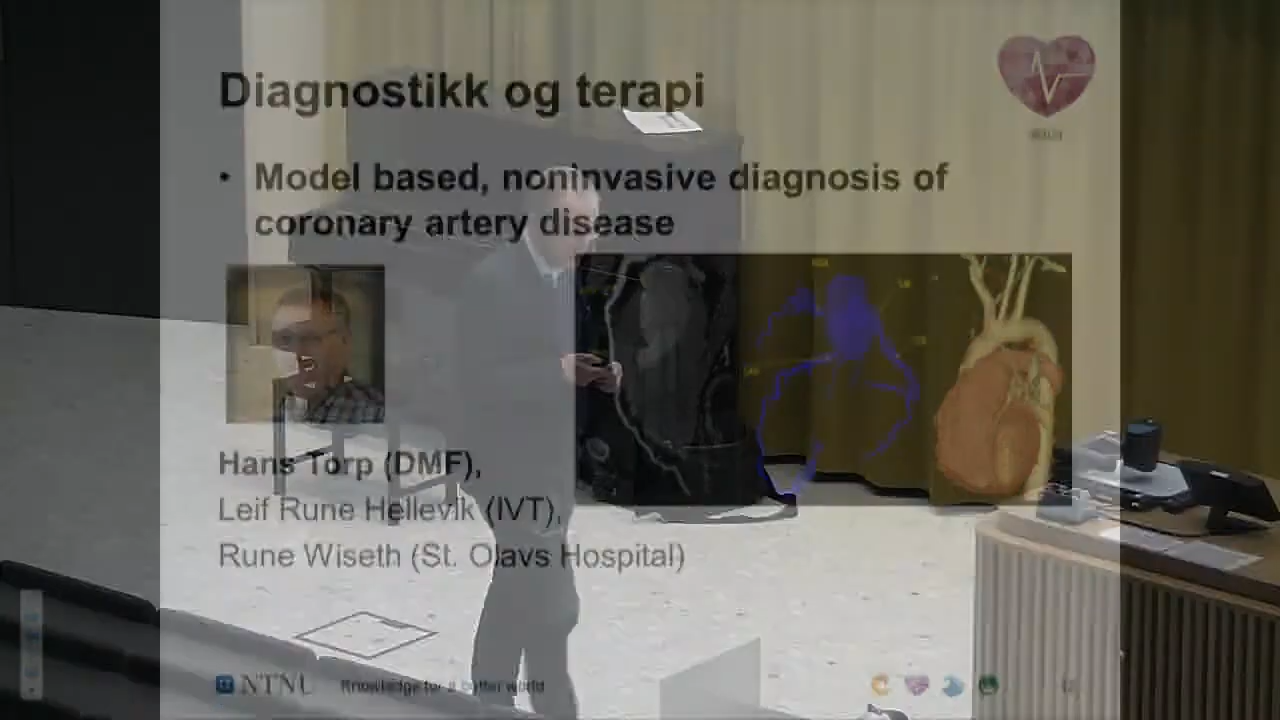 Diagnostikk og terapi
• Model based, noninvasive diagnosis of
coronary artery disease
Hans Torp (DMF),
Leif Rune Hellevik (IVT),
Rune Wiseth (St. Olavs Hospital)
NTNU Knowledge for a better world